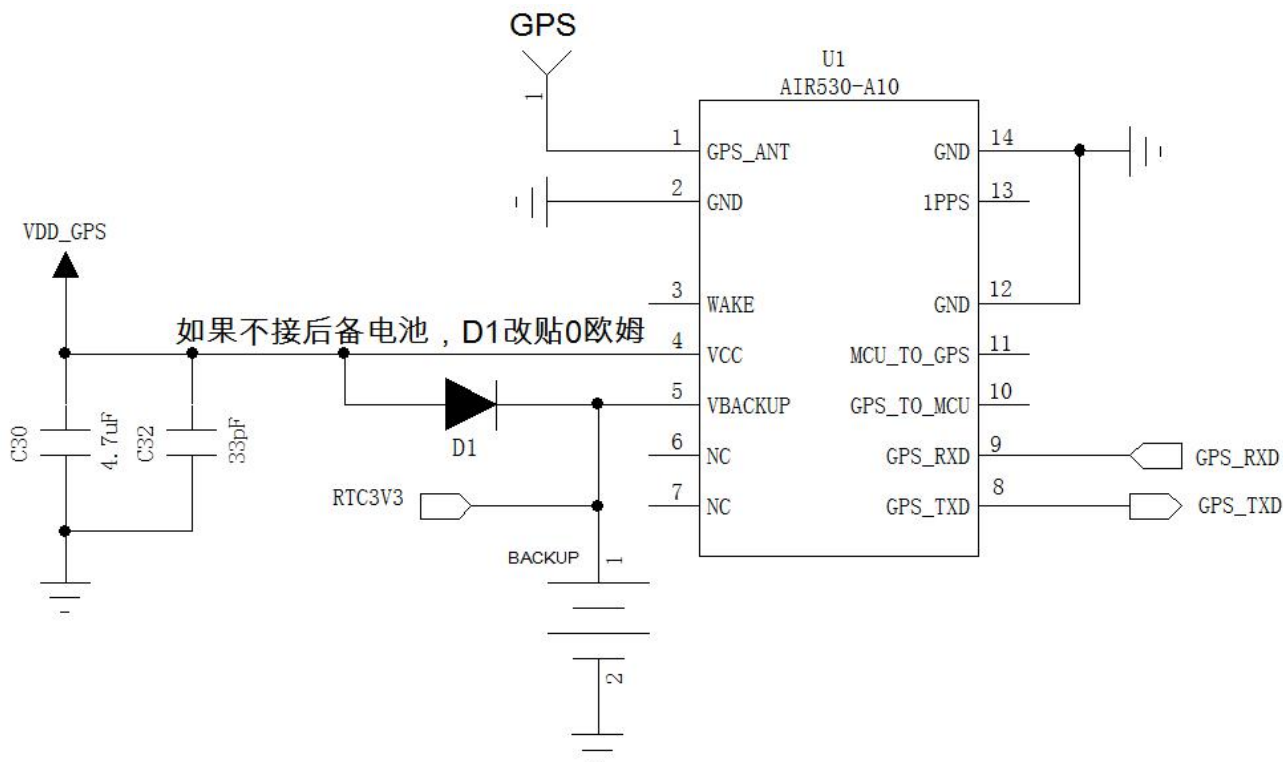 GPS
1
U1
AIR530-A10
1
GPS_ANT
GND
14
2
GND
1PPS
13
VDD_GPS
3
WAKE
GND
12
如果不接后备电池，D1改贴0欧姆
4
VCC
MCU_TO_GPS
11
5
VBACKUP
GPS_TO_MCU
10
C30
4.7uF
C32
33pF
D1
6
NC
GPS_RXD
9
GPS_RXD
RTC3V3
7
NC
GPS_TXD
8
GPS_TXD
BACKUP
1
2